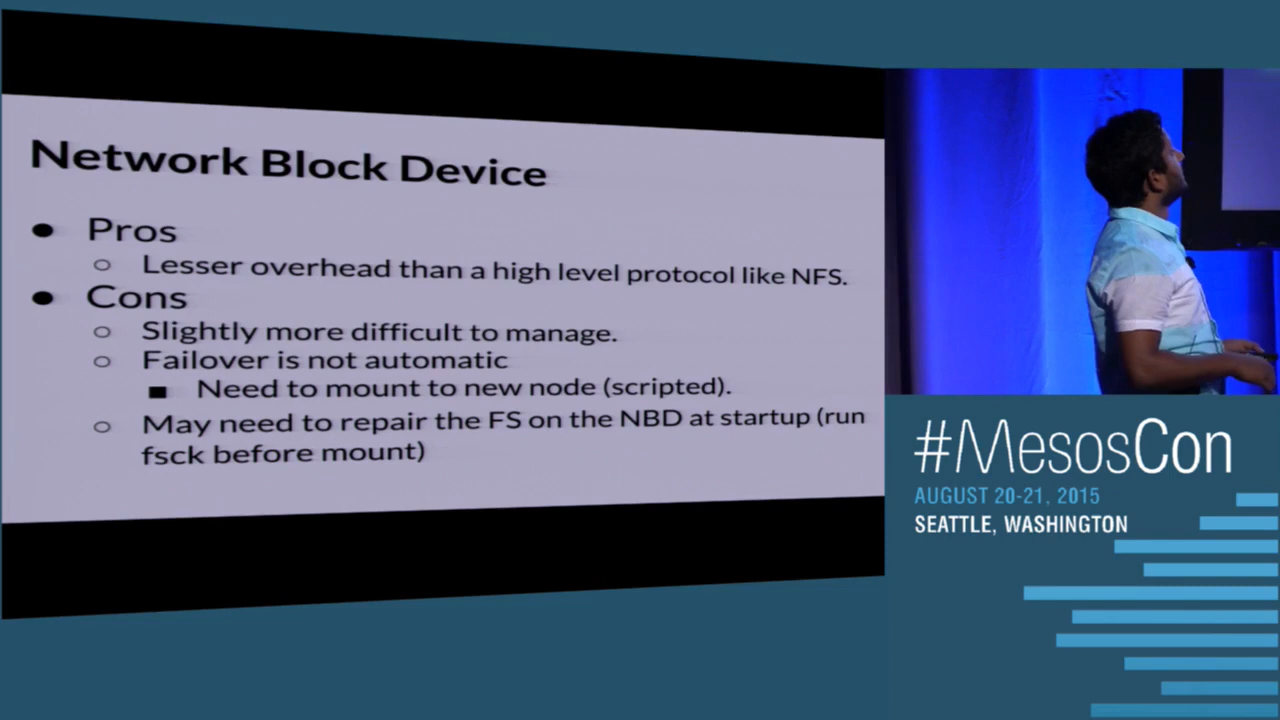 Network Block Device
● Pros
○ Lesser overhead than a high level protocol like NFS.
● Cons
○ Slightly more difficult to manage.
○ Failover is not automatic
■ Need to mount to new node (scripted).
○ May need to repair the FS on the NBD at startup (run
fsck before mount)
#MesosCon
AUGUST 20-21, 2015
SEATTLE, WASHINGTON